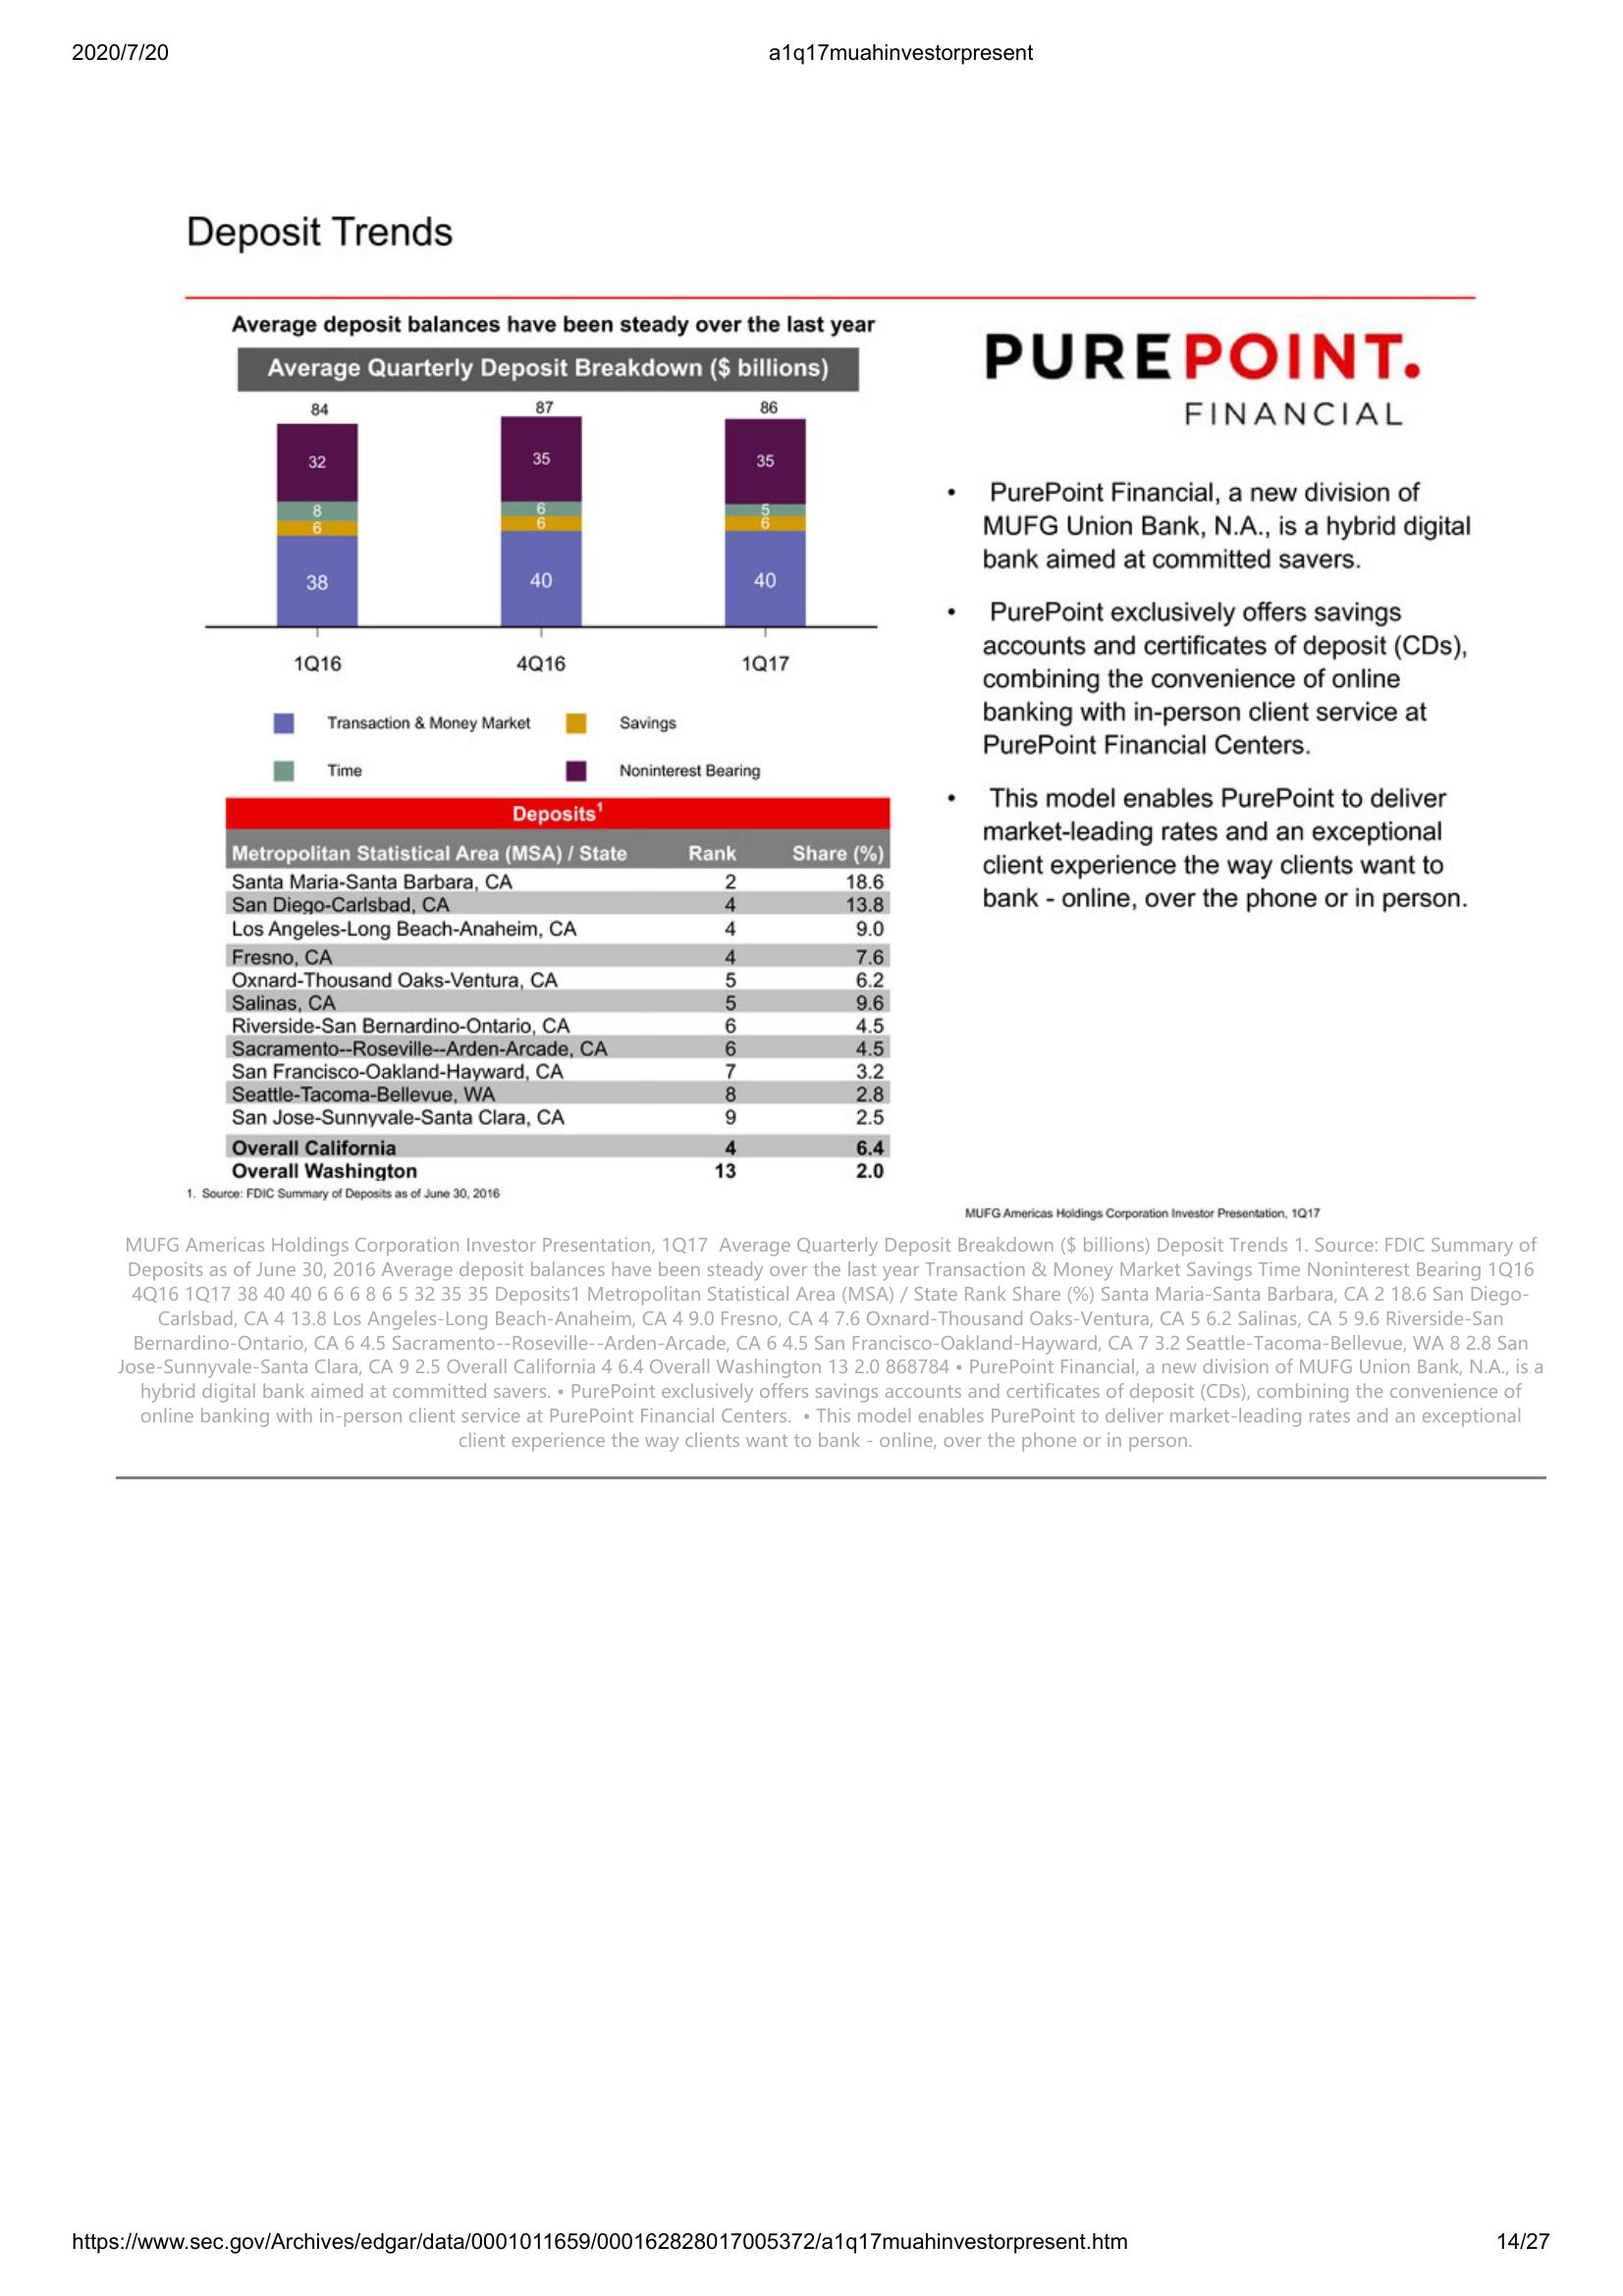 2020/7/20
a1q17muahinvestorpresent
Deposit Trends
Average deposit balances have been steady over the last year
Average Quarterly Deposit Breakdown ($ billions)
84
87
86
32
35
35
8
6
5
6
6
6
38
40
40
1Q16
4Q16
1Q17
Transaction & Money Market
Savings
Time
Noninterest Bearing
Deposits1
Metropolitan Statistical Area (MSA) / State Rank Share (%)
Santa Maria-Santa Barbara, CA 2 18.6
San Diego-Carlsbad, CA 4 13.8
Los Angeles-Long Beach-Anaheim, CA 4 9.0
Fresno, CA 4 7.6
Oxnard-Thousand Oaks-Ventura, CA 5 6.2
Salinas, CA 5 9.6
Riverside-San Bernardino-Ontario, CA 6 4.5
Sacramento--Roseville--Arden-Arcade, CA 6 4.5
San Francisco-Oakland-Hayward, CA 7 3.2
Seattle-Tacoma-Bellevue, WA 8 2.8
San Jose-Sunnyvale-Santa Clara, CA 9 2.5
Overall California 4 6.4
Overall Washington 13 2.0
1. Source: FDIC Summary of Deposits as of June 30, 2016
PUREPOINT.
FINANCIAL
• PurePoint Financial, a new division of
MUFG Union Bank, N.A., is a hybrid digital
bank aimed at committed savers.
• PurePoint exclusively offers savings
accounts and certificates of deposit (CDs),
combining the convenience of online
banking with in-person client service at
PurePoint Financial Centers.
• This model enables PurePoint to deliver
market-leading rates and an exceptional
client experience the way clients want to
bank - online, over the phone or in person.
MUFG Americas Holdings Corporation Investor Presentation, 1Q17
MUFG Americas Holdings Corporation Investor Presentation, 1Q17 Average Quarterly Deposit Breakdown ($ billions) Deposit Trends 1. Source: FDIC Summary of
Deposits as of June 30, 2016 Average deposit balances have been steady over the last year Transaction & Money Market Savings Time Noninterest Bearing 1Q16
4Q16 1Q17 38 40 40 6 6 6 8 6 5 32 35 35 Deposits1 Metropolitan Statistical Area (MSA) / State Rank Share (%) Santa Maria-Santa Barbara, CA 2 18.6 San Diego-
Carlsbad, CA 4 13.8 Los Angeles-Long Beach-Anaheim, CA 4 9.0 Fresno, CA 4 7.6 Oxnard-Thousand Oaks-Ventura, CA 5 6.2 Salinas, CA 5 9.6 Riverside-San
Bernardino-Ontario, CA 6 4.5 Sacramento--Roseville--Arden-Arcade, CA 6 4.5 San Francisco-Oakland-Hayward, CA 7 3.2 Seattle-Tacoma-Bellevue, WA 8 2.8 San
Jose-Sunnyvale-Santa Clara, CA 9 2.5 Overall California 4 6.4 Overall Washington 13 2.0 868784 • PurePoint Financial, a new division of MUFG Union Bank, N.A., is a
hybrid digital bank aimed at committed savers. • PurePoint exclusively offers savings accounts and certificates of deposit (CDs), combining the convenience of
online banking with in-person client service at PurePoint Financial Centers. • This model enables PurePoint to deliver market-leading rates and an exceptional
client experience the way clients want to bank - online, over the phone or in person.
https://www.sec.gov/Archives/edgar/data/0001011659/000162828017005372/a1q17muahinvestorpresent.htm
14/27